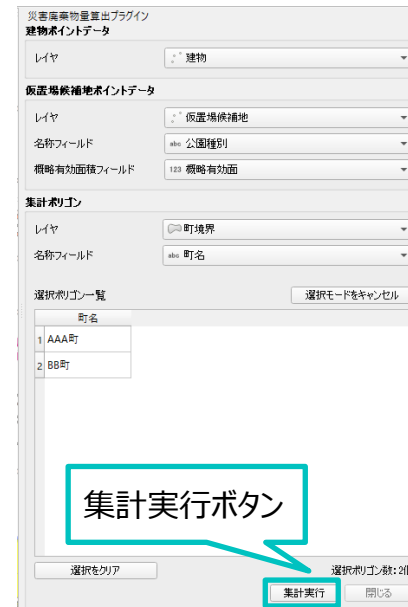 災害廃棄物量算出プラグイン
建物ポイントデータ
レイヤ 建物
仮置場候補地ポイントデータ
レイヤ 仮置場候補地
名称フィールド abc 公園種別
概略有効面積フィールド 123 概略有効面
集計ポリゴン
レイヤ 町境界
名称フィールド abc 町名
選択ポリゴン一覧 選択モードをキャンセル
町名
1 AAA町
2 BB町
集計実行ボタン
選択をクリア 選択ポリゴン数:2
集計実行 閉じる